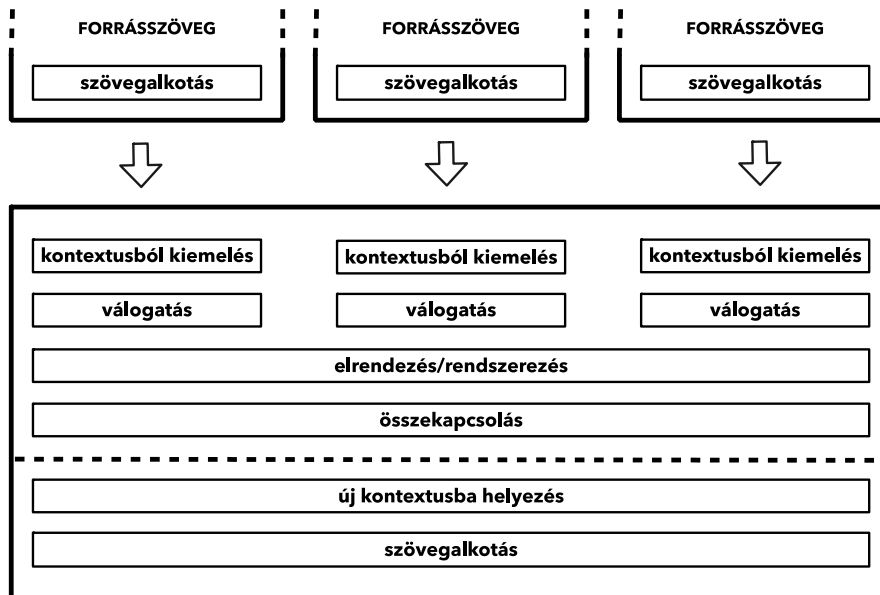 FORRÁSSZÖVEG FORRÁSSZÖVEG FORRÁSSZÖVEG
szövegalkotás szövegalkotás szövegalkotás
kontextusból kiemelés kontextusból kiemelés kontextusból kiemelés
válogatás válogatás válogatás
elrendezés/rendszerezés
összekapcsolás
új kontextusba helyezés
szövegalkotás